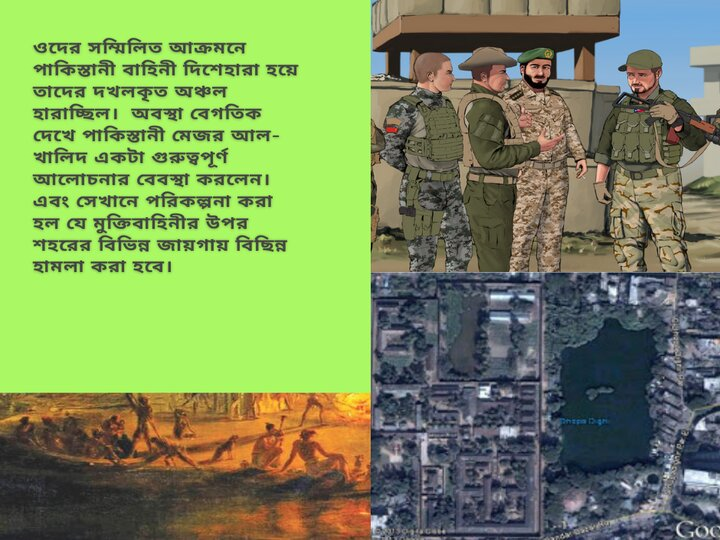 ওদের সম্মিলিত আক্রমনে
পাকিস্তানী বাহিনী দিশেহারা হয়ে
তাদের দখলকৃত অঞ্চল
হারাচ্ছিল।  অবস্থা বেগতিক
দেখে পাকিস্তানী মেজর আল-
খালিদ একটা গুরুত্বপূর্ণ
আলোচনার বেবস্থা করলেন।
এবং সেখানে পরিকল্পনা করা
হল যে মুক্তিবাহিনীর উপর
শহরের বিভিন্ন জায়গায় বিছিন্ন
হামলা করা হবে।
Goo